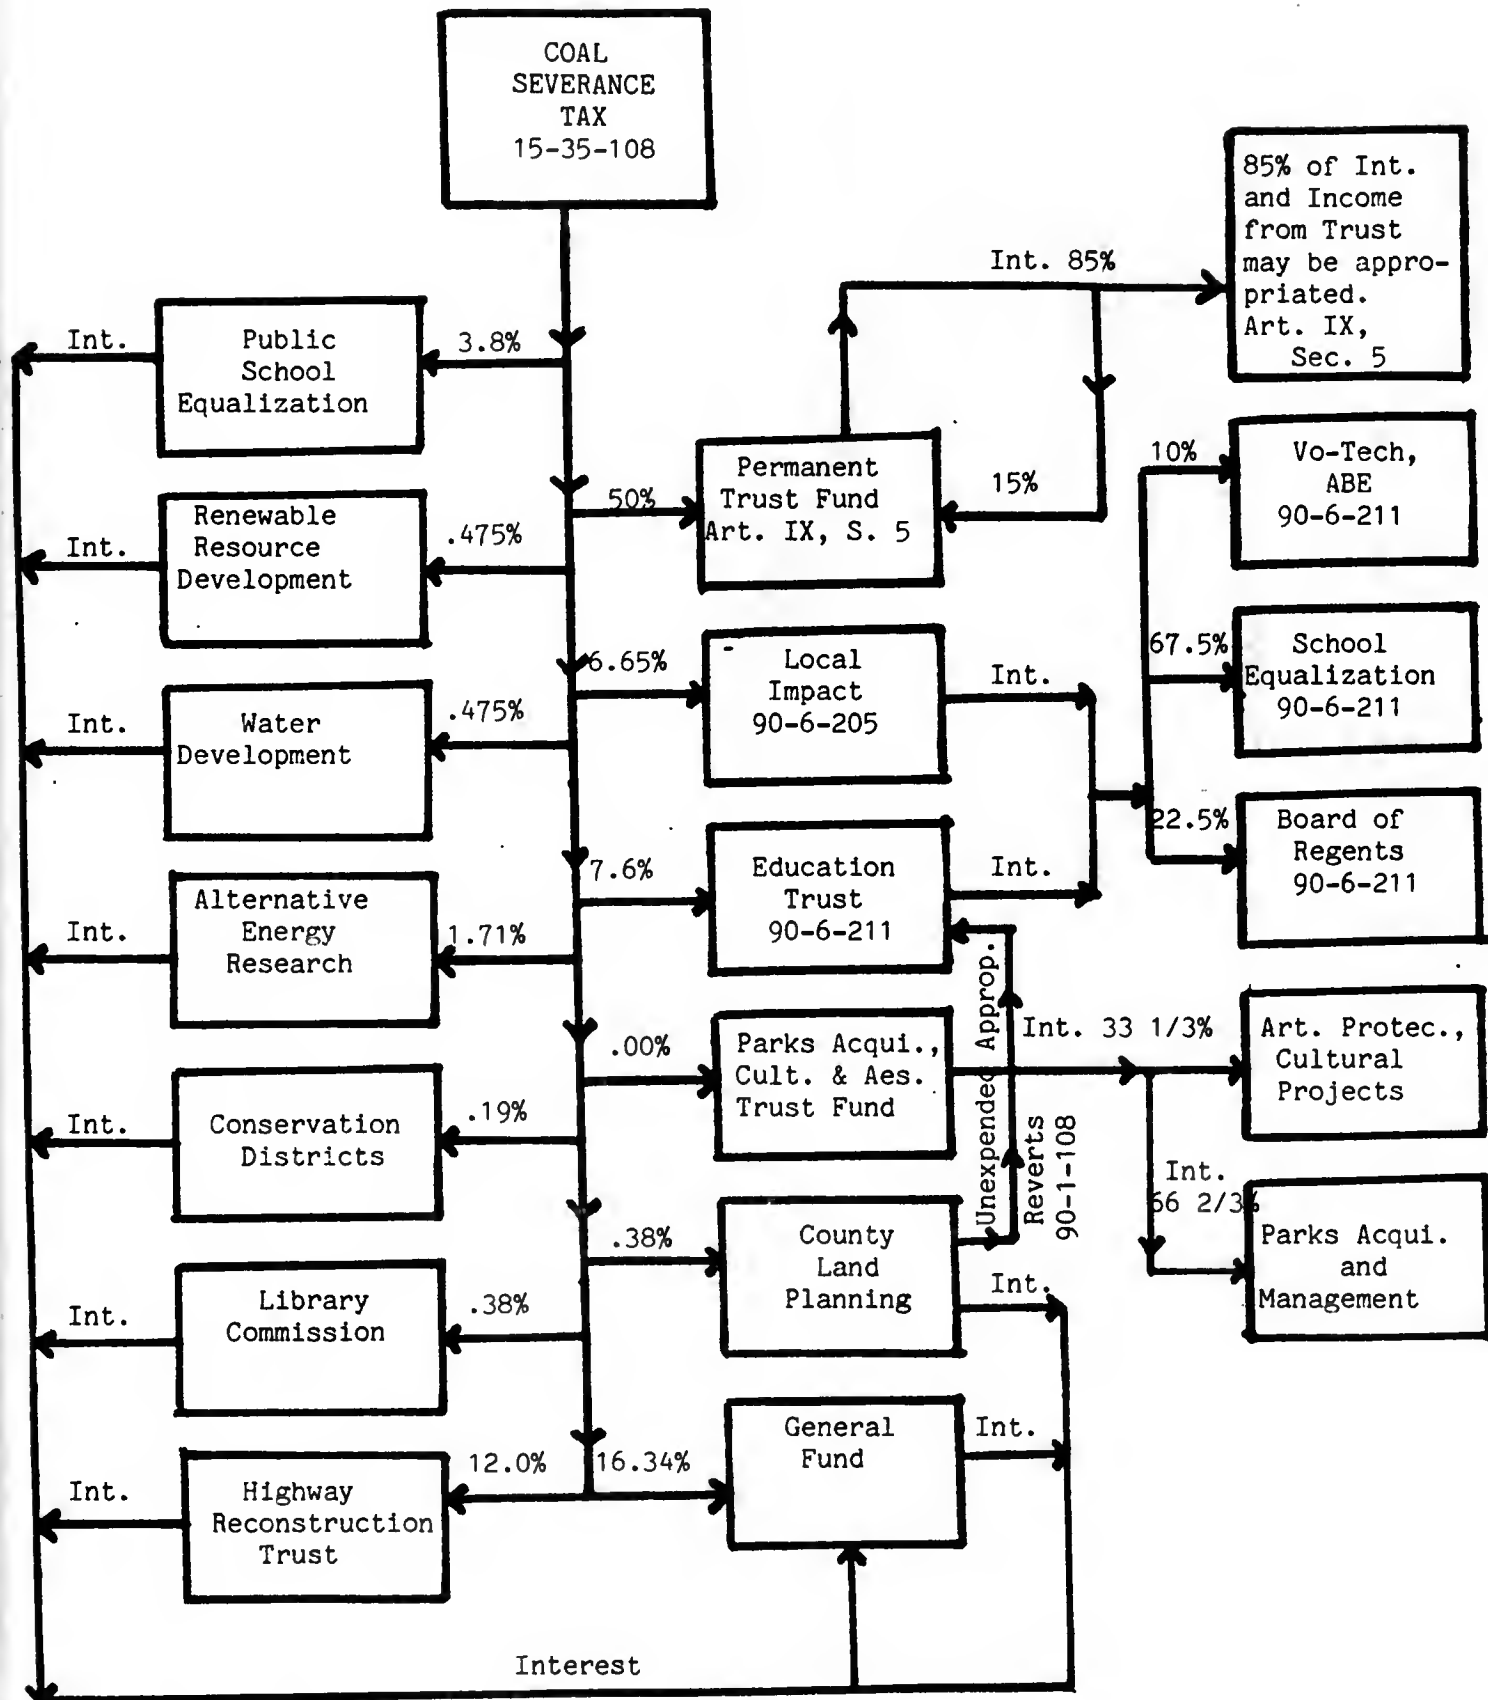 COAL
SEVERANCE
TAX
15-35-108
85% of Int.
and Income
from Trust
may be appro-
priated.
Art. IX,
Sec. 5
Int. 85%
15%
Int.
Public
School
Equalization
3.8%
50%
Permanent
Trust Fund
Art. IX, S. 5
10%
Vo-Tech,
ABE
90-6-211
Int.
Renewable
Resource
Development
.475%
6.65%
Local
Impact
90-6-205
Int.
67.5%
School
Equalization
90-6-211
Int.
Water
Development
.475%
7.6%
Education
Trust
90-6-211
Int.
22.5%
Board of
Regents
90-6-211
Int.
Alternative
Energy
Research
1.71%
.00%
Parks Acqui.,
Cult. & Aes.
Trust Fund
Unexpended Approp.
Reverts
90-1-108
Int. 33 1/3%
Art. Protec.,
Cultural
Projects
Int.
66 2/3%
Parks Acqui.
and
Management
Int.
Conservation
Districts
.19%
.38%
County
Land
Planning
Int.
Int.
Library
Commission
.38%
16.34%
General
Fund
Int.
Int.
Highway
Reconstruction
Trust
12.0%
Interest